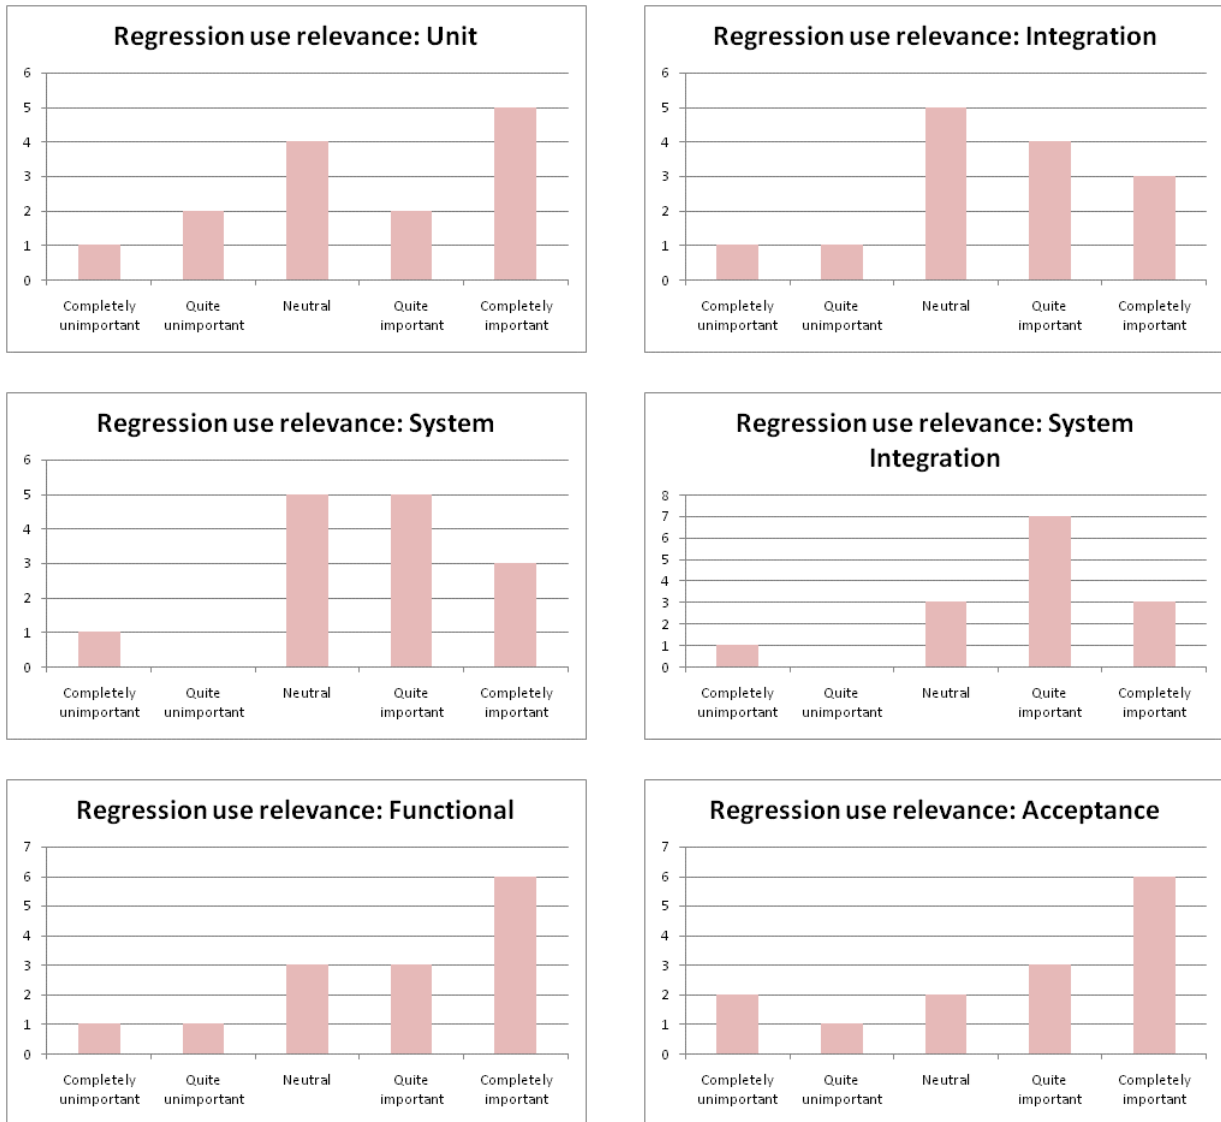 Regression use relevance: Unit
6
5
4
3
2
1
0
Completely unimportant
Quite unimportant
Neutral
Quite important
Completely important
Regression use relevance: Integration
6
5
4
3
2
1
0
Completely unimportant
Quite unimportant
Neutral
Quite important
Completely important
Regression use relevance: System
6
5
4
3
2
1
0
Completely unimportant
Quite unimportant
Neutral
Quite important
Completely important
Regression use relevance: System
Integration
8
7
6
5
4
3
2
1
0
Completely unimportant
Quite unimportant
Neutral
Quite important
Completely important
Regression use relevance: Functional
7
6
5
4
3
2
1
0
Completely unimportant
Quite unimportant
Neutral
Quite important
Completely important
Regression use relevance: Acceptance
7
6
5
4
3
2
1
0
Completely unimportant
Quite unimportant
Neutral
Quite important
Completely important